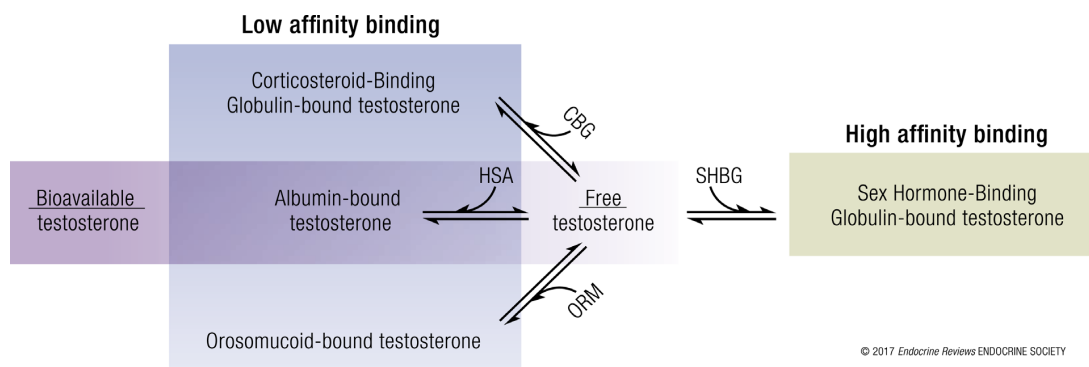 Low affinity binding
Corticosteroid-Binding
Globulin-bound testosterone
CBG
High affinity binding
Bioavailable
testosterone
Albumin-bound
testosterone
HSA
Free
testosterone
SHBG
Sex Hormone-Binding
Globulin-bound testosterone
ORM
Orosomucoid-bound testosterone
© 2017 Endocrine Reviews ENDOCRINE SOCIETY